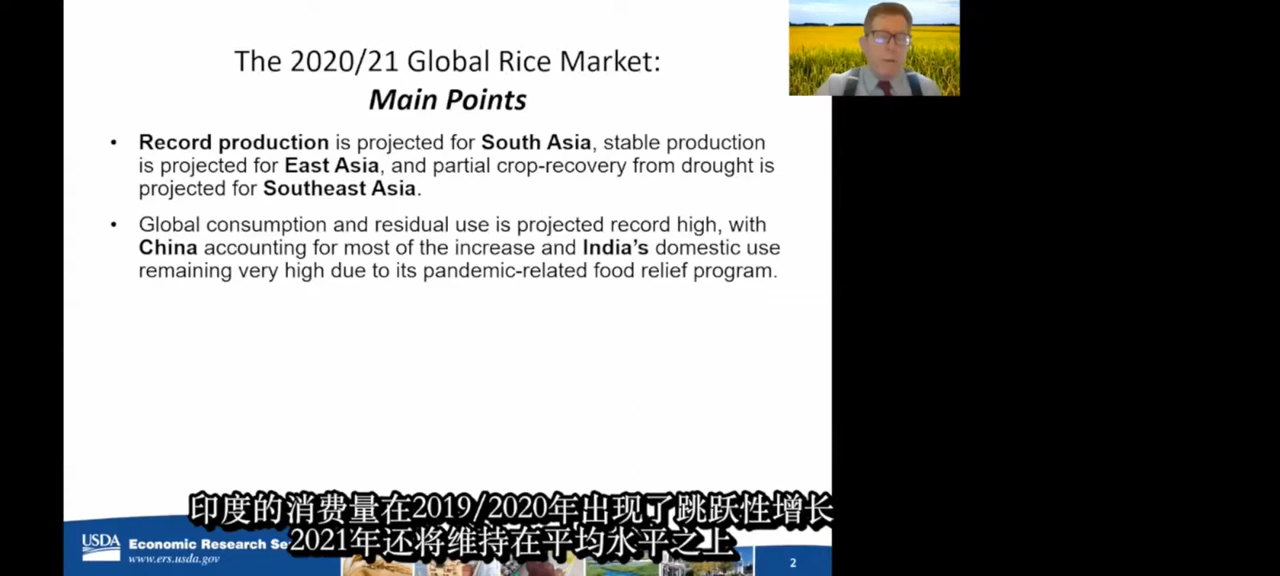 The 2020/21 Global Rice Market:
Main Points
• Record production is projected for South Asia, stable production
is projected for East Asia, and partial crop-recovery from drought is
projected for Southeast Asia.
• Global consumption and residual use is projected record high, with
China accounting for most of the increase and India's domestic use
remaining very high due to its pandemic-related food relief program.
印度的消费量在2019/2020年出现了跳跃性增长
2021年还将维持在平均水平之上
USDA Economic Research Se
www.ers.usda.gov
2